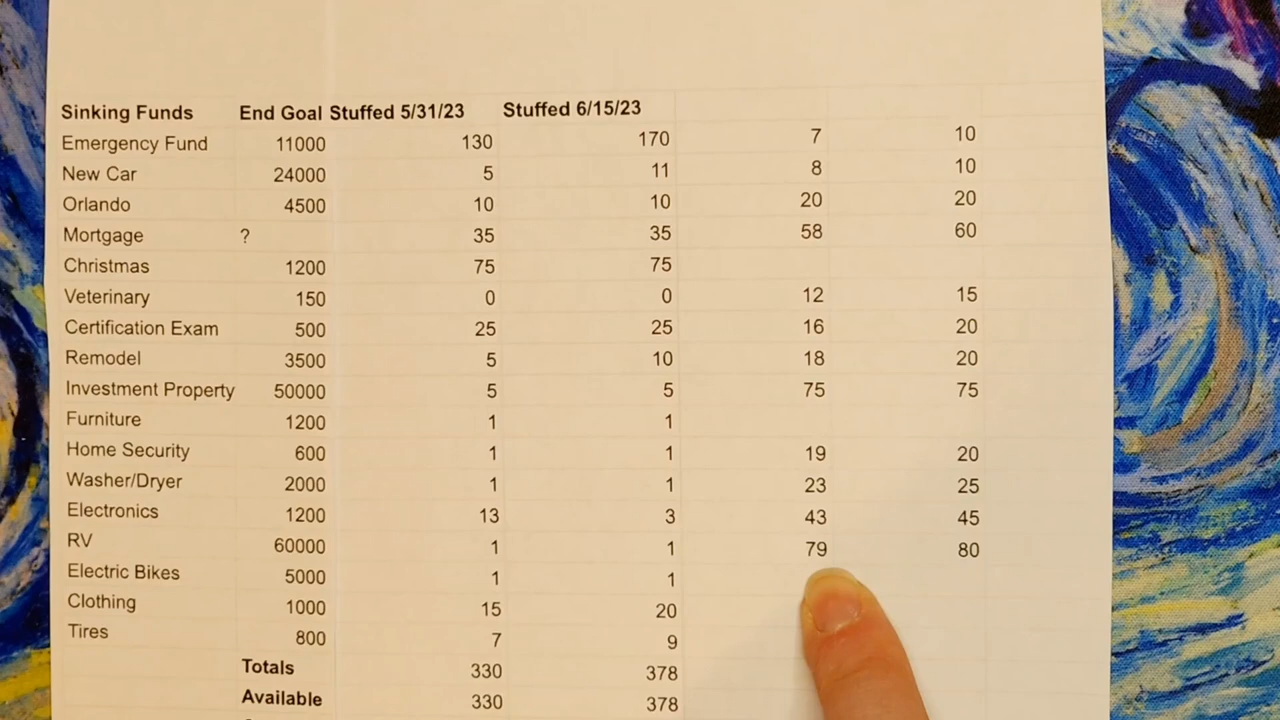 Sinking Funds End Goal Stuffed 5/31/23 Stuffed 6/15/23
Emergency Fund 11000 130 170 7 10
New Car 24000 5 11 8 10
Orlando 4500 10 10 20 20
Mortgage ? 35 35 58 60
Christmas 1200 75 75
Veterinary 150 0 0 12 15
Certification Exam 500 25 25 16 20
Remodel 3500 5 10 18 20
Investment Property 50000 5 5 75 75
Furniture 1200 1 1
Home Security 600 1 1 19 20
Washer/Dryer 2000 1 1 23 25
Electronics 1200 13 3 43 45
RV 60000 1 1 79 80
Electric Bikes 5000 1 1
Clothing 1000 15 20
Tires 800 7 9
Totals 330 378
Available 330 378